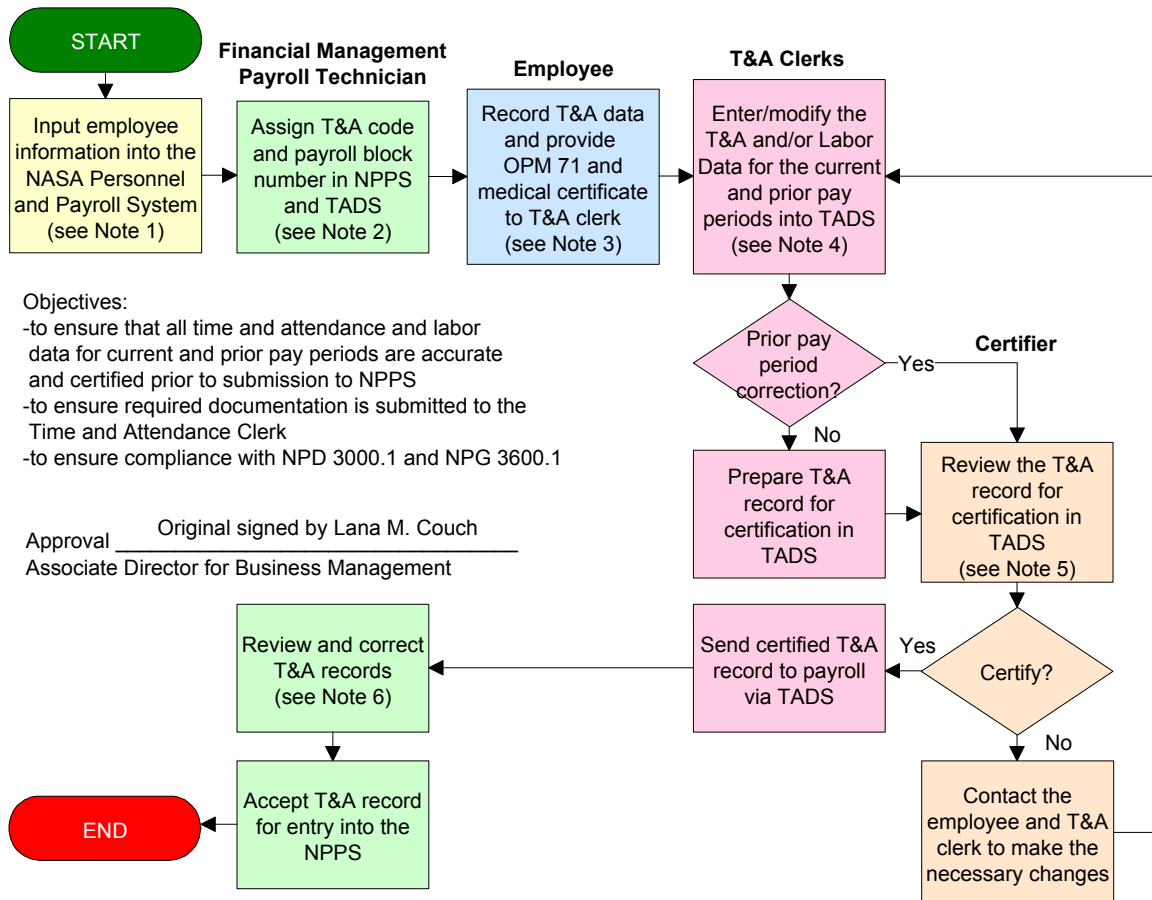 START
Financial Management
Payroll Technician
Employee
T&A Clerks
Input employee
information into the
NASA Personnel
and Payroll System
(see Note 1)
Assign T&A code
and payroll block
number in NPPS
and TADS
(see Note 2)
Record T&A data
and provide
OPM 71 and
medical certificate
to T&A clerk
(see Note 3)
Enter/modify the
T&A and/or Labor
Data for the current
and prior pay
periods into TADS
(see Note 4)
Objectives:
-to ensure that all time and attendance and labor
data for current and prior pay periods are accurate
and certified prior to submission to NPPS
-to ensure required documentation is submitted to the
Time and Attendance Clerk
-to ensure compliance with NPD 3000.1 and NPG 3600.1
Prior pay
period
correction?
Yes
Certifier
No
Prepare T&A
record for
certification in
TADS
Review the T&A
record for
certification in
TADS
(see Note 5)
Original signed by Lana M. Couch
Approval
Associate Director for Business Management
Review and correct
T&A records
(see Note 6)
Send certified T&A
record to payroll
via TADS
Yes
Certify?
No
END
Accept T&A record
for entry into the
NPPS
Contact the
employee and T&A
clerk to make the
necessary changes